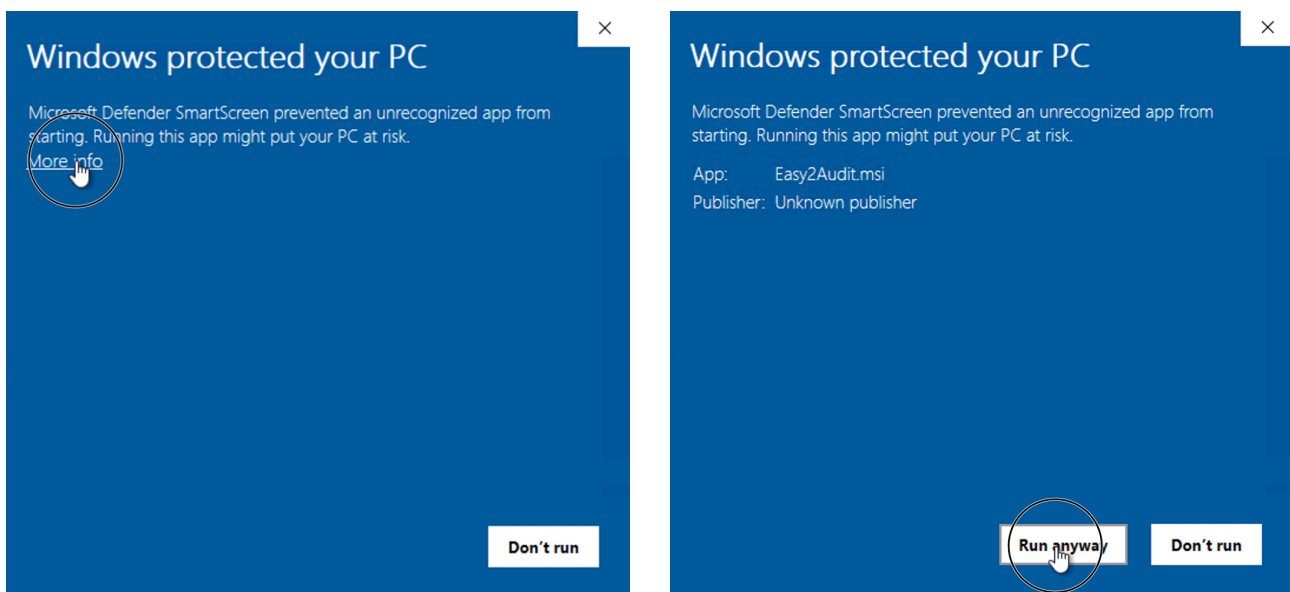 Windows protected your PC
Microsoft Defender SmartScreen prevented an unrecognized app from
starting. Running this app might put your PC at risk.
More info
Don't run
Windows protected your PC
Microsoft Defender SmartScreen prevented an unrecognized app from
starting. Running this app might put your PC at risk.
App: Easy2Audit.msi
Publisher: Unknown publisher
Run anyway Don't run